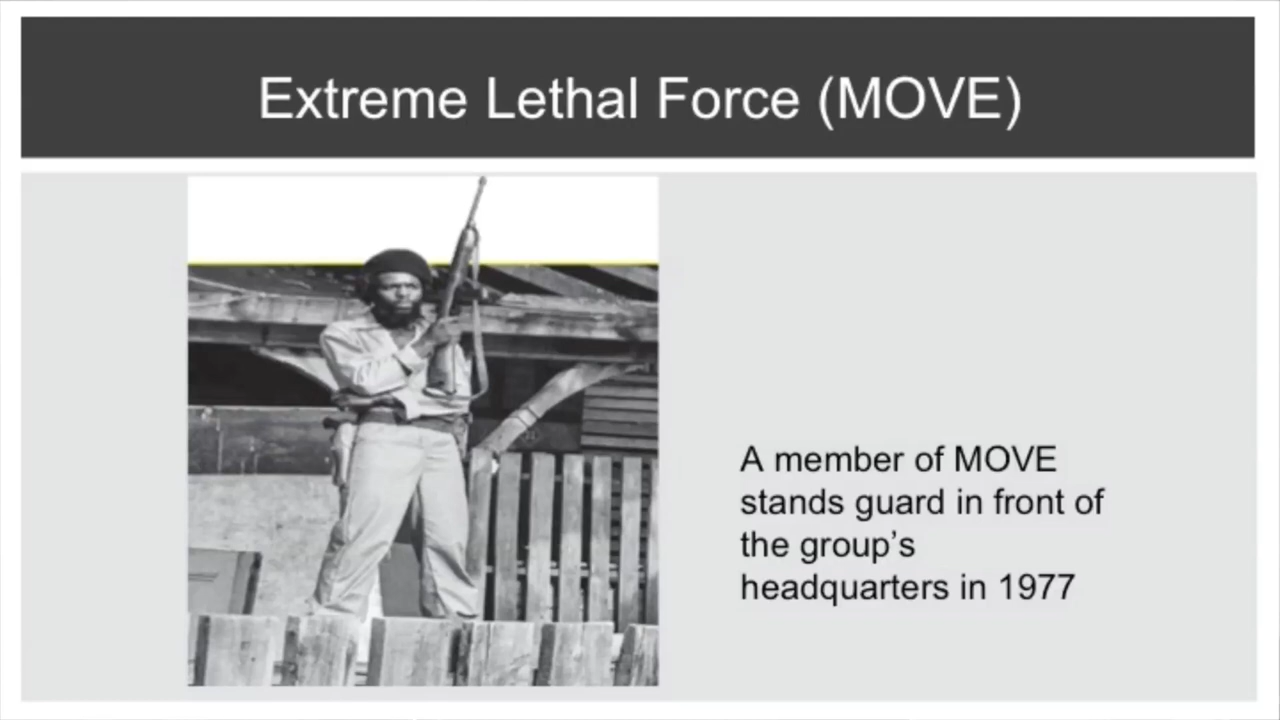 Extreme Lethal Force (MOVE)
A member of MOVE
stands guard in front of
the group’s
headquarters in 1977